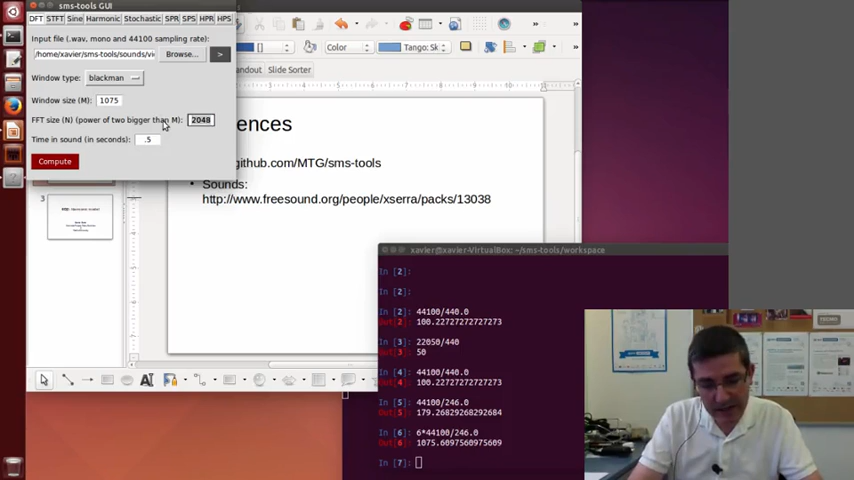 sms-tools GUI
DFT STFT Sine Harmonic Stochastic SPR SPS HPR HPS
Input file (.wav, mono and 44100 sampling rate):
/home/xavier/sms-tools/sounds/vi Browse... >
Window type: blackman
Window size (M): 1075
FFT size (N) (power of two bigger than M): 2048
Time in sound (in seconds): .5
Compute
Color Tango: Sk
andout Slide Sorter
ences
github.com/MTG/sms-tools
• Sounds:
http://www.freesound.org/people/xserra/packs/13038
3
xavier@xavier-VirtualBox: ~/sms-tools/workspace
In [2]:
In [2]:
In [2]: 44100/440.0
Out[2]: 100.22727272727273
In [3]: 22050/440
Out[3]: 50
In [4]: 44100/440.0
Out[4]: 100.22727272727273
In [5]: 44100/246.0
Out[5]: 179.26829268292684
In [6]: 6*44100/246.0
Out[6]: 1075.6097560975609
In [7]: